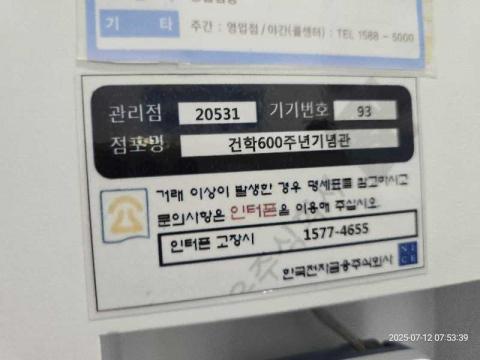 기 타 주간 : 영업점 / 야간(콜센터) : TEL 1588 - 5000
관리점 20531 기기번호 93
점포명 건학600주년기념관
거래 이상이 발생한 경우 명세표를 참고하시고
문의사항은 인터폰을 이용해 주십시오
인터폰 고장시 1577-4655
한국전자금융주식회사 NICE
2025-07-12 07:53:39